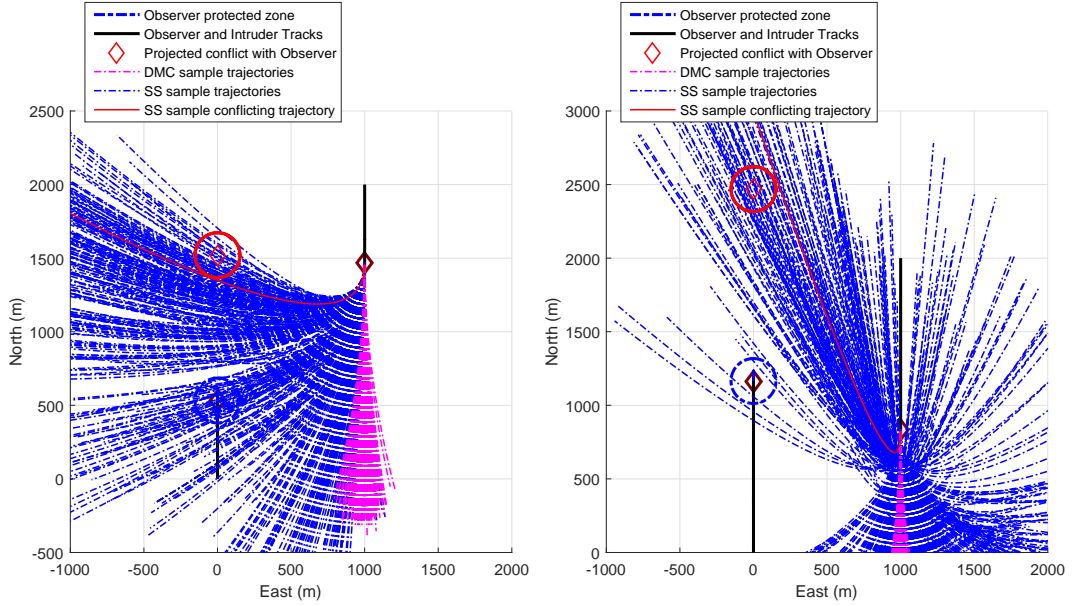 Observer protected zone
Observer and Intruder Tracks
Projected conflict with Observer
DMC sample trajectories
SS sample trajectories
SS sample conflicting trajectory
2500
2000
1500
1000
500
0
-500
North (m)
-1000 -500 0 500 1000 1500 2000
East (m)
Observer protected zone
Observer and Intruder Tracks
Projected conflict with Observer
DMC sample trajectories
SS sample trajectories
SS sample conflicting trajectory
3000
2500
2000
1500
1000
500
0
North (m)
-1000 -500 0 500 1000 1500 2000
East (m)